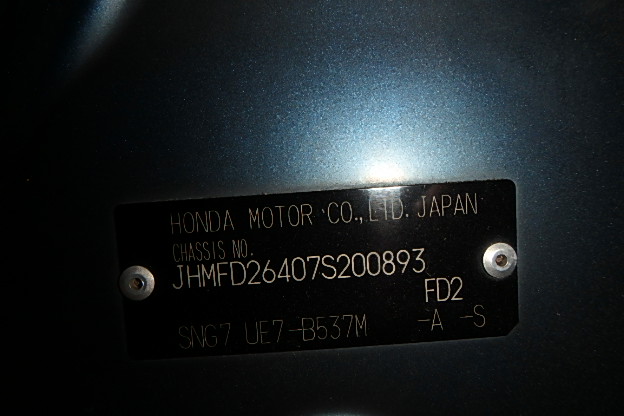 HONDA MOTOR CO.,LTD. JAPAN
CHASSIS NO.
JHMFD26407S200893
FD2
SNG7 UE7-B537M -A -S